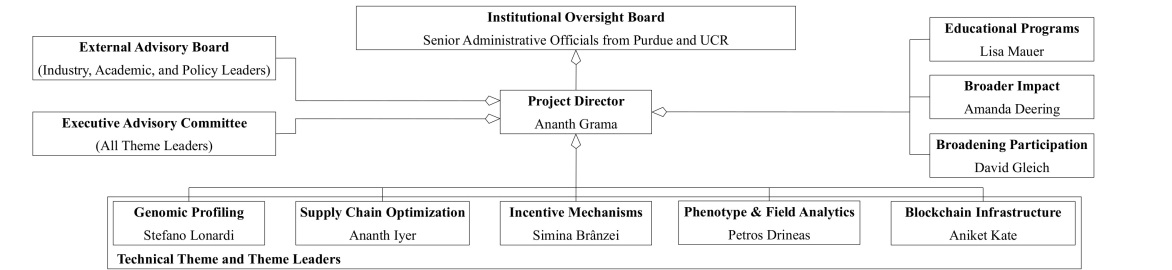 Institutional Oversight Board
Senior Administrative Officials from Purdue and UCR
External Advisory Board
(Industry, Academic, and Policy Leaders)
Executive Advisory Committee
(All Theme Leaders)
Project Director
Ananth Grama
Educational Programs
Lisa Mauer
Broader Impact
Amanda Deering
Broadening Participation
David Gleich
Genomic Profiling
Stefano Lonardi
Supply Chain Optimization
Ananth Iyer
Incentive Mechanisms
Simina Brânzei
Phenotype & Field Analytics
Petros Drineas
Blockchain Infrastructure
Aniket Kate
Technical Theme and Theme Leaders